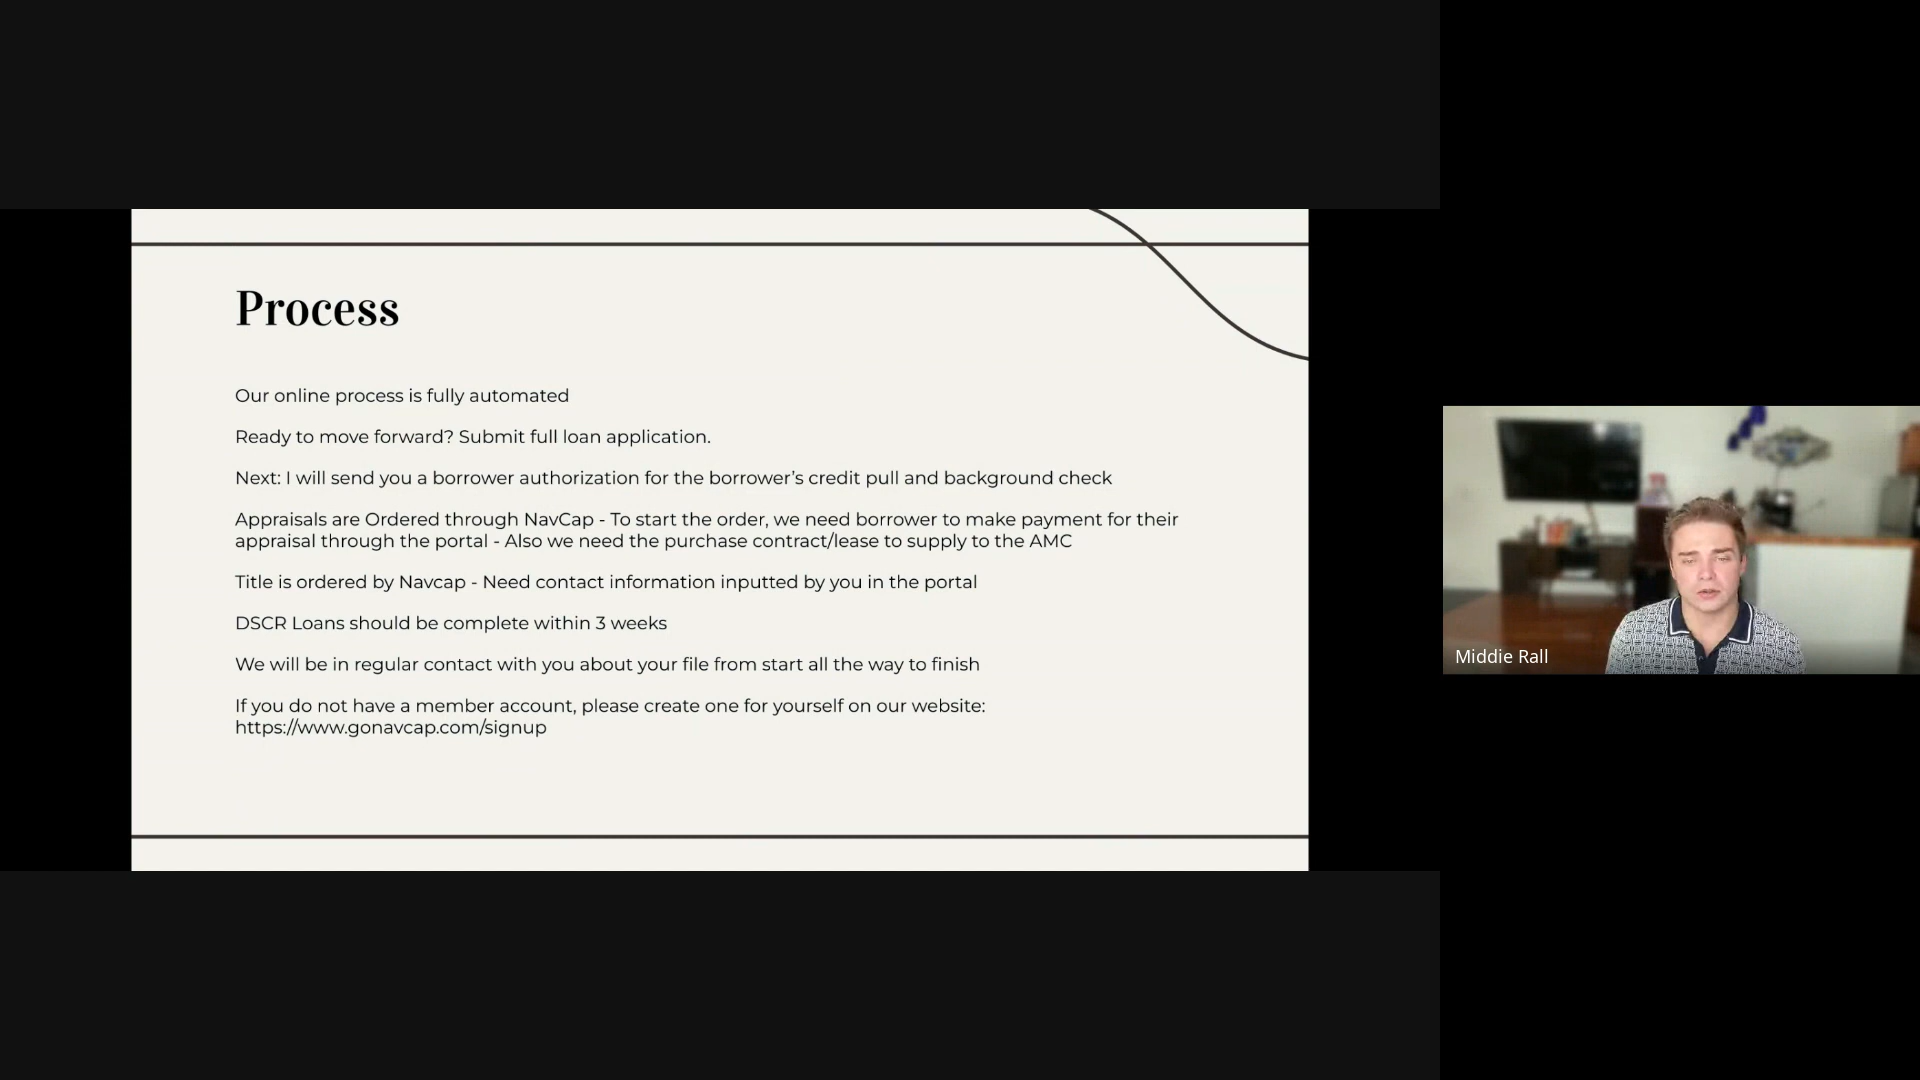 Process
Our online process is fully automated
Ready to move forward? Submit full loan application.
Next: I will send you a borrower authorization for the borrower’s credit pull and background check
Appraisals are Ordered through NavCap - To start the order, we need borrower to make payment for their
appraisal through the portal - Also we need the purchase contract/lease to supply to the AMC
Title is ordered by Navcap - Need contact information inputted by you in the portal
DSCR Loans should be complete within 3 weeks
We will be in regular contact with you about your file from start all the way to finish
If you do not have a member account, please create one for yourself on our website:
https://www.gonavcap.com/signup
Middie Rall